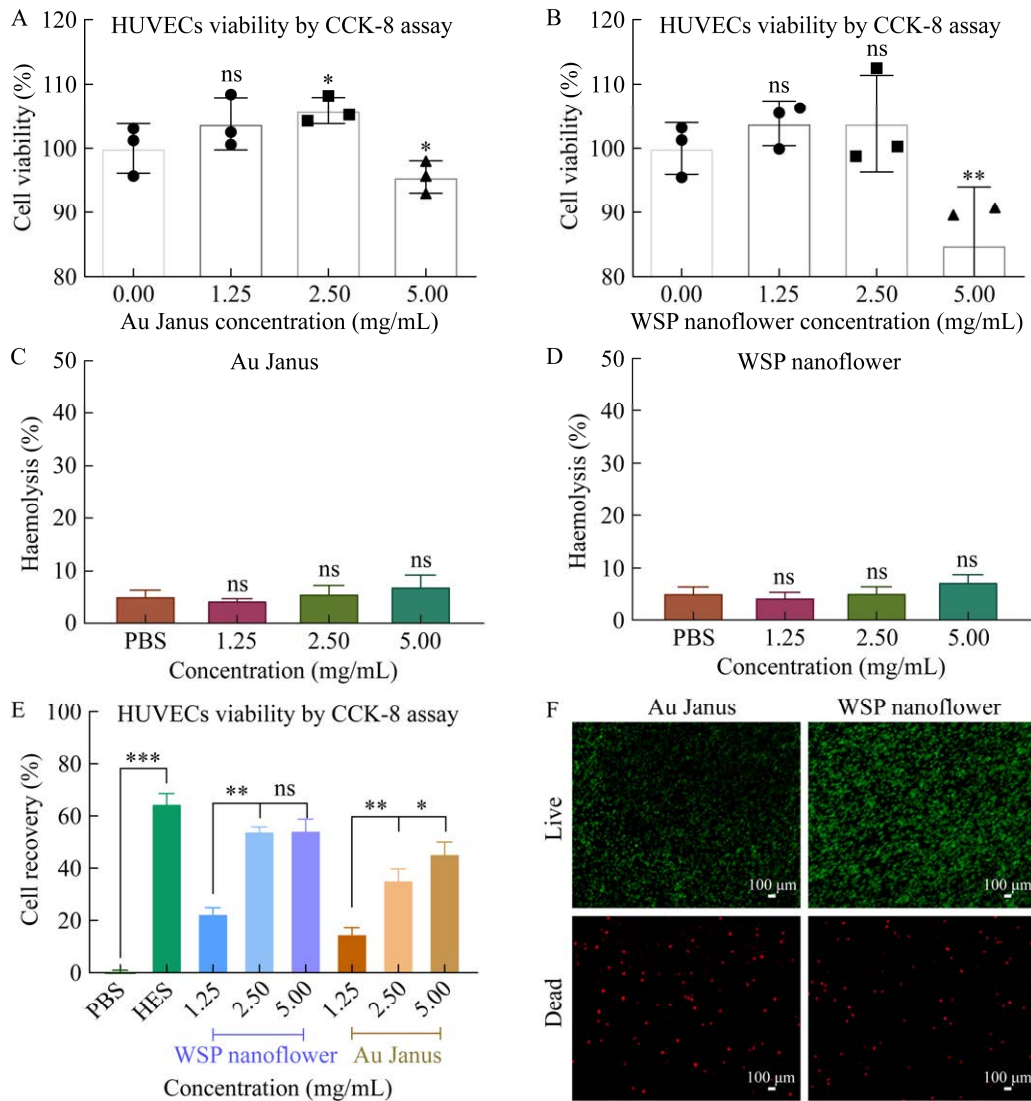 A
HUVECs viability by CCK-8 assay
Cell viability (%)
120
110
100
90
80
ns
*
*
0.00 1.25 2.50 5.00
Au Janus concentration (mg/mL)
B
HUVECs viability by CCK-8 assay
Cell viability (%)
120
110
100
90
80
ns
ns
**
0.00 1.25 2.50 5.00
WSP nanoflower concentration (mg/mL)
C
Au Janus
Haemolysis (%)
50
40
30
20
10
0
ns ns ns
PBS 1.25 2.50 5.00
Concentration (mg/mL)
D
WSP nanoflower
Haemolysis (%)
50
40
30
20
10
0
ns ns ns
PBS 1.25 2.50 5.00
Concentration (mg/mL)
E
HUVECs viability by CCK-8 assay
Cell recovery (%)
100
80
60
40
20
0
*** ** ns ** *
PBS HES 1.25 2.50 5.00 1.25 2.50 5.00
WSP nanoflower Au Janus
Concentration (mg/mL)
F
Au Janus WSP nanoflower
Live
100 μm 100 μm
Dead
100 μm 100 μm